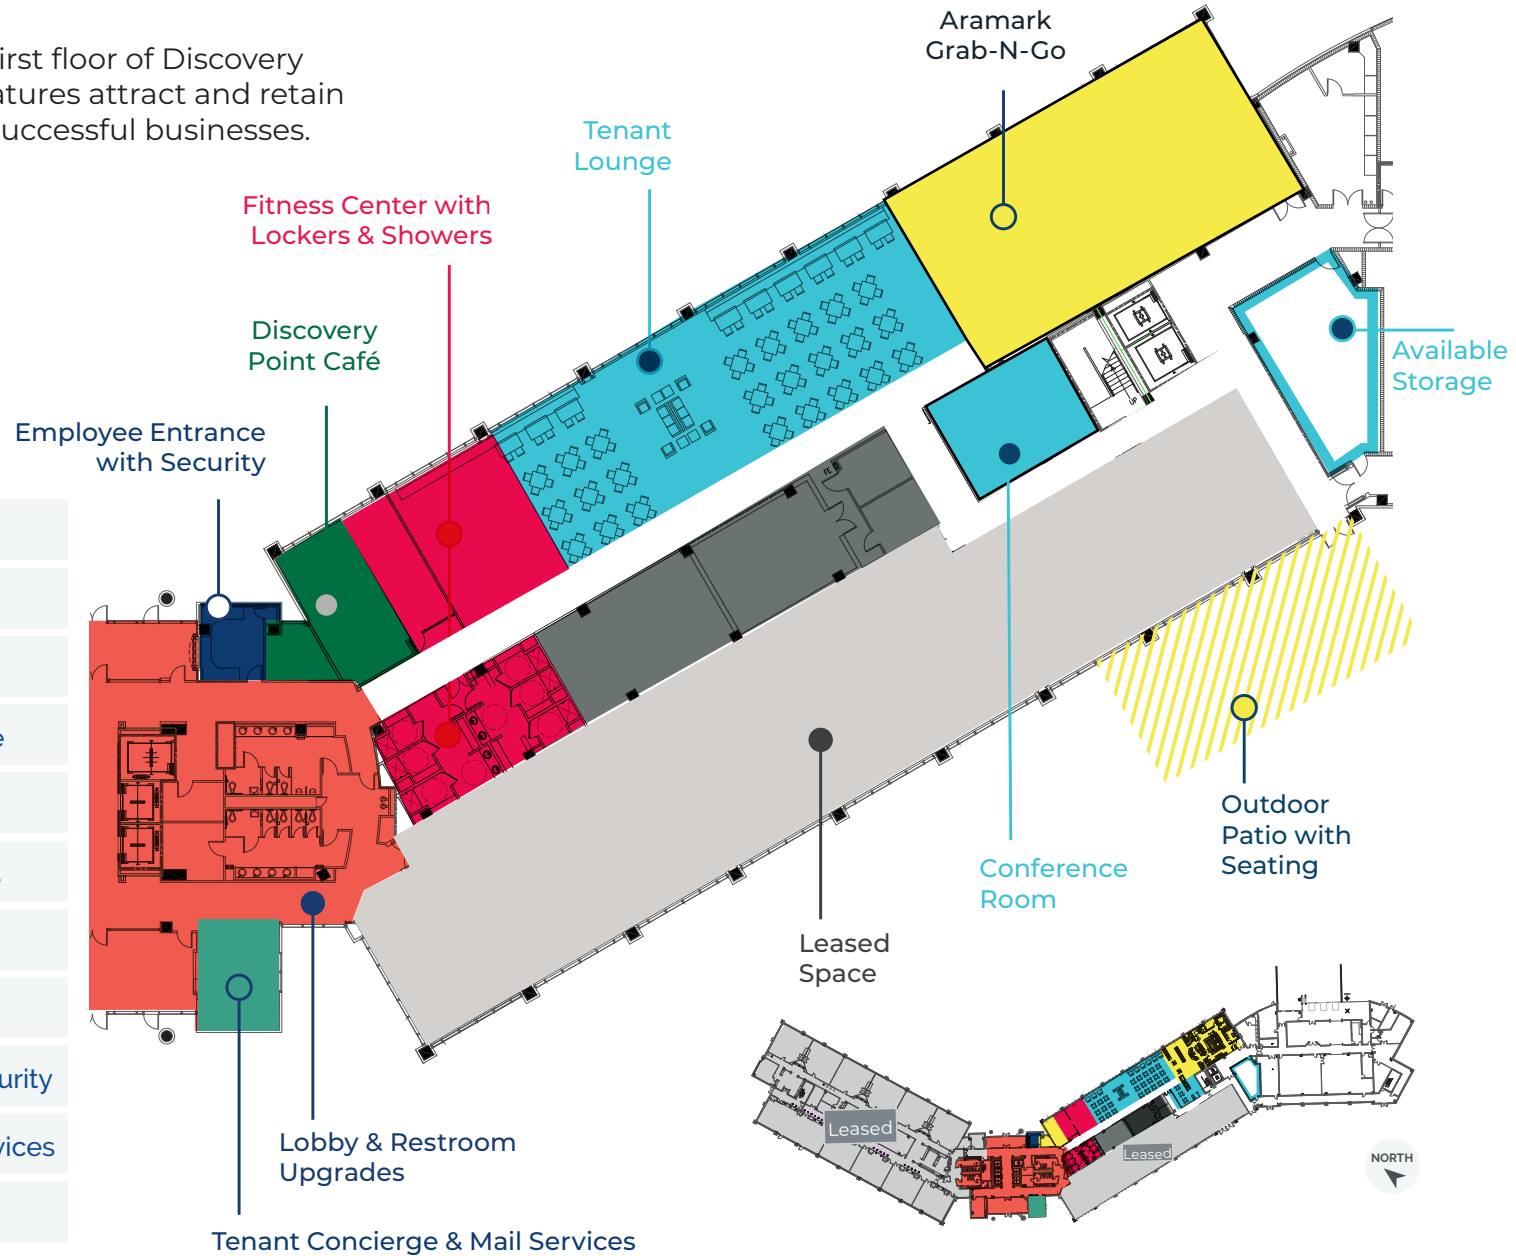 irst floor of Discovery
atures attract and retain
uccessful businesses.
Aramark
Grab-N-Go
Tenant
Lounge
Fitness Center with
Lockers & Showers
Discovery
Point Café
Employee Entrance
with Security
Available
Storage
FE
UP
e
urity
vices
Outdoor
Patio with
Seating
Conference
Room
Leased
Space
Lobby & Restroom
Upgrades
Tenant Concierge & Mail Services
Leased
Leased
NORTH